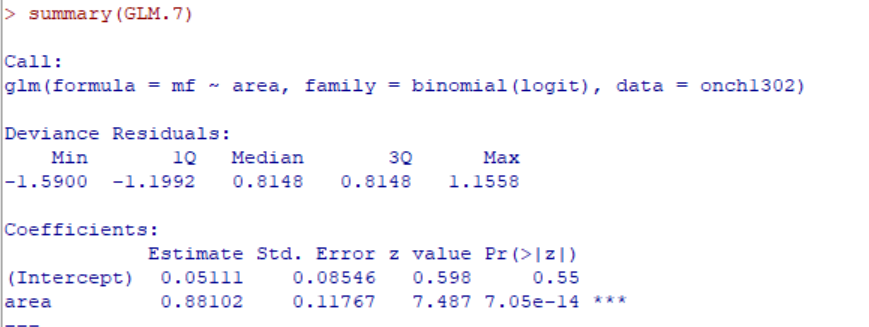 > summary(GLM.7)
Call:
glm(formula = mf ~ area, family = binomial(logit), data = onch1302)
Deviance Residuals:
    Min       1Q   Median       3Q      Max
-1.5900  -1.1992   0.8148   0.8148   1.1558
Coefficients:
            Estimate Std. Error z value Pr(>|z|)
(Intercept)  0.05111    0.08546   0.598     0.55
area         0.88102    0.11767   7.487 7.05e-14 ***
---